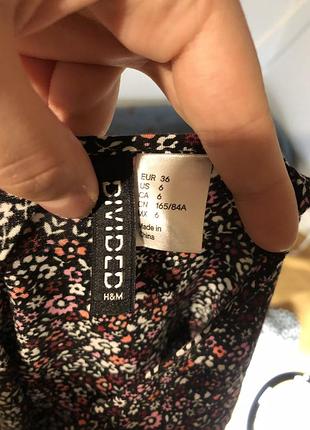 DIVIDED
H&M
EUR 36
US 6
CA 6
CN 165/84A
MX 6
Made in
China